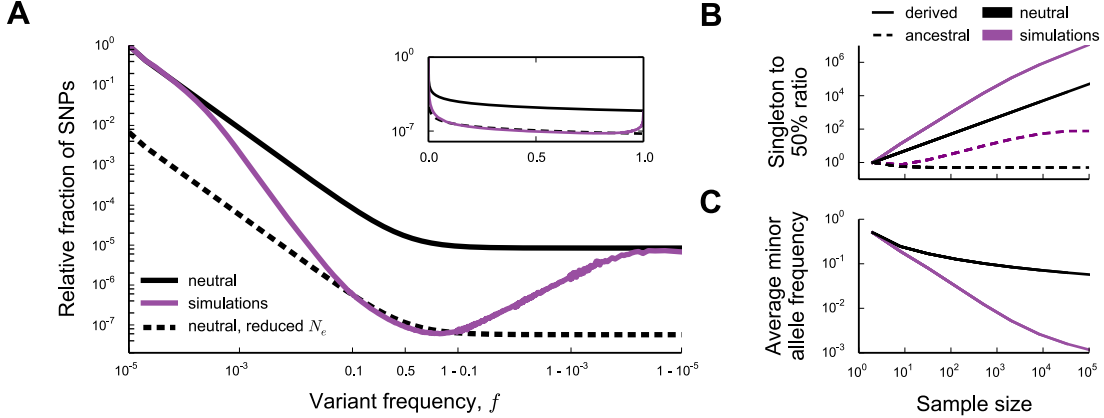 A
Relative fraction of SNPs
10^0
10^-1
10^-2
10^-3
10^-4
10^-5
10^-6
10^-7
neutral
simulations
neutral, reduced N_e
10^-5
10^-3
0.1
0.5
1 - 0.1
1 - 10^-3
1 - 10^-5
Variant frequency, f
10^0
10^-7
0.0
0.5
1.0
B
derived
neutral
ancestral
simulations
Singleton to
50% ratio
10^6
10^4
10^2
10^0
C
Average minor
allele frequency
10^0
10^-1
10^-2
10^-3
10^0
10^1
10^2
10^3
10^4
10^5
Sample size